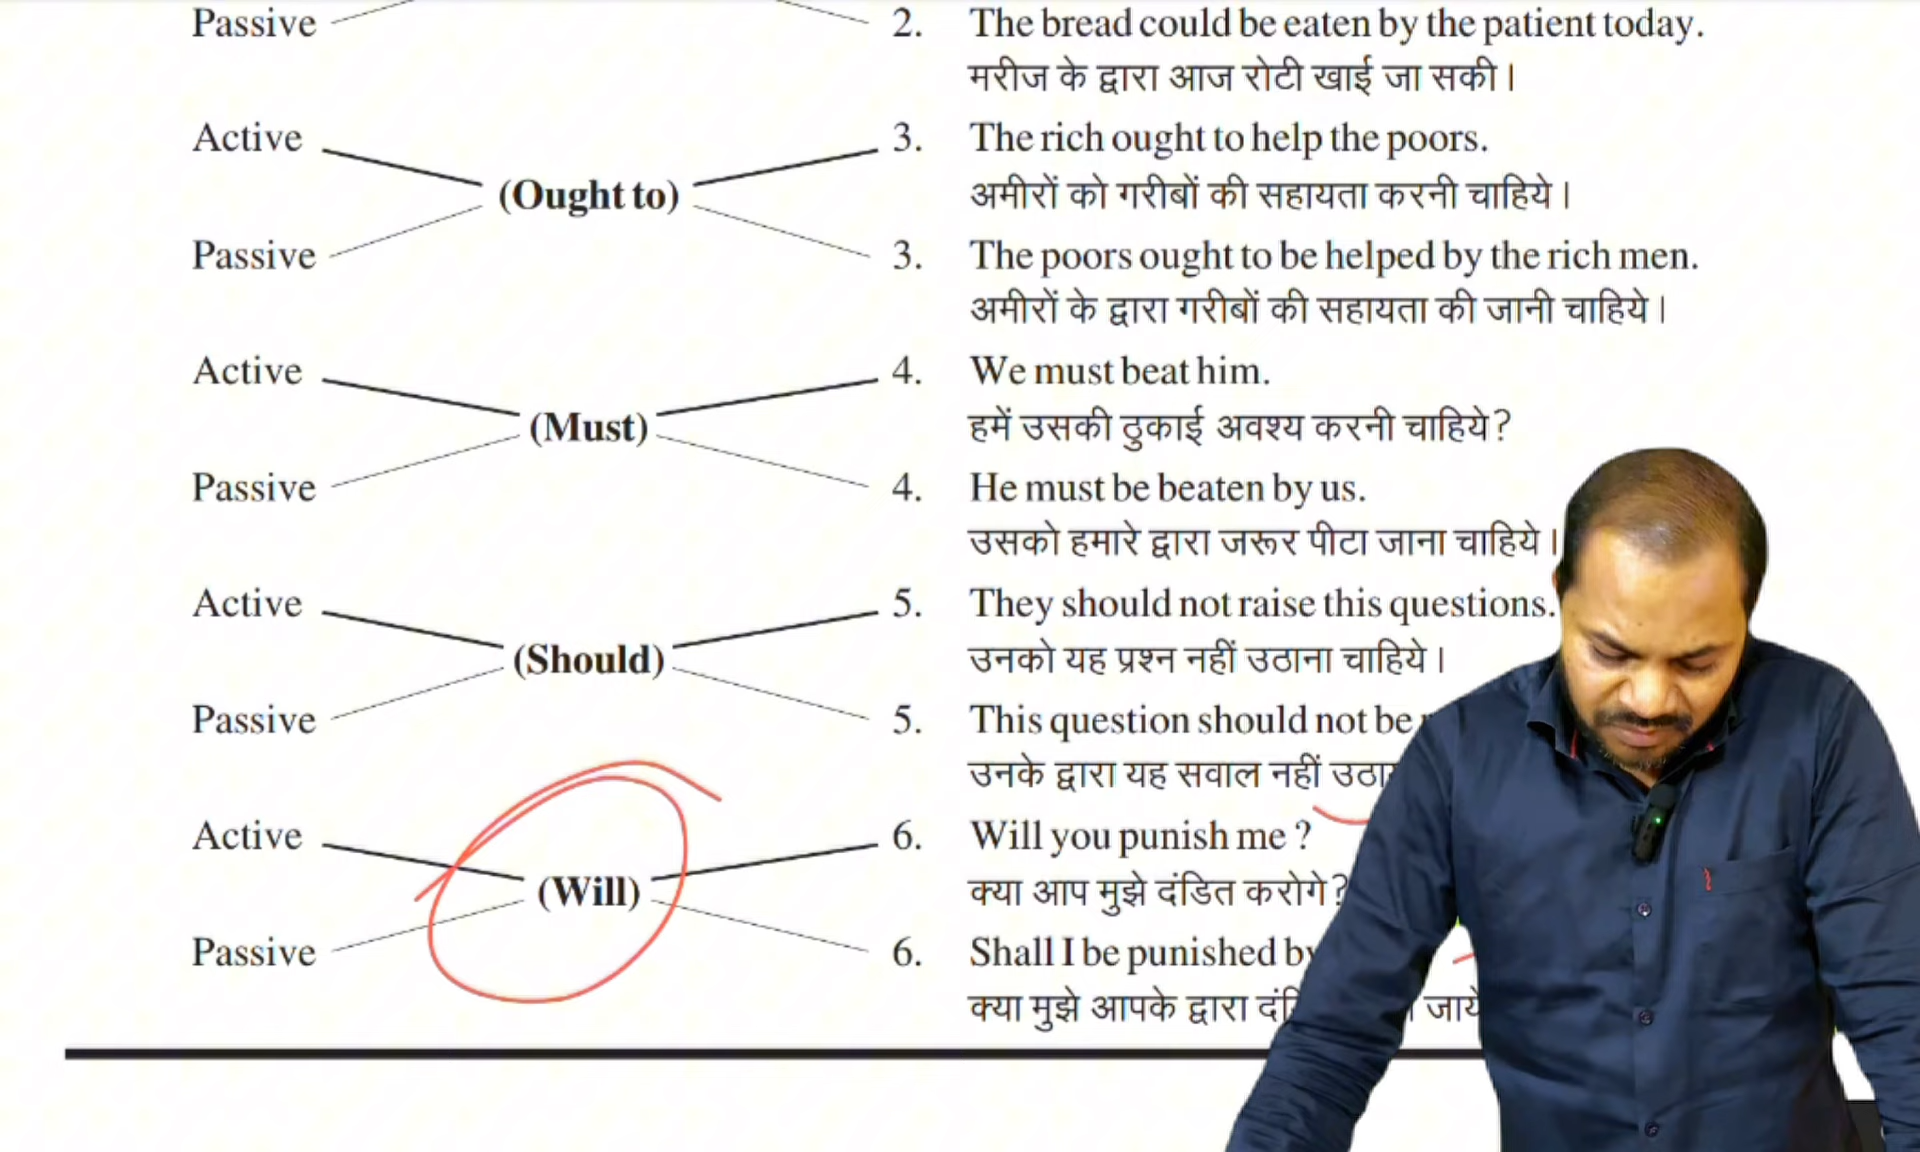 Passive 2. The bread could be eaten by the patient today.
मरीज के द्वारा आज रोटी खाई जा सकी।
Active 3. The rich ought to help the poors.
(Ought to) अमीरों को गरीबों की सहायता करनी चाहिये।
Passive 3. The poors ought to be helped by the rich men.
अमीरों के द्वारा गरीबों की सहायता की जानी चाहिये।
Active 4. We must beat him.
(Must) हमें उसकी ठुकाई अवश्य करनी चाहिये?
Passive 4. He must be beaten by us.
उसको हमारे द्वारा जरूर पीटा जाना चाहिये।
Active 5. They should not raise this questions.
(Should) उनको यह प्रश्न नहीं उठाना चाहिये।
Passive 5. This question should not be
उनके द्वारा यह सवाल नहीं
Active 6. Will you punish me ?
(Will) क्या आप मुझे दंडित करोगे?
Passive 6. Shall I be punished by
क्या मुझे आपके द्वारा